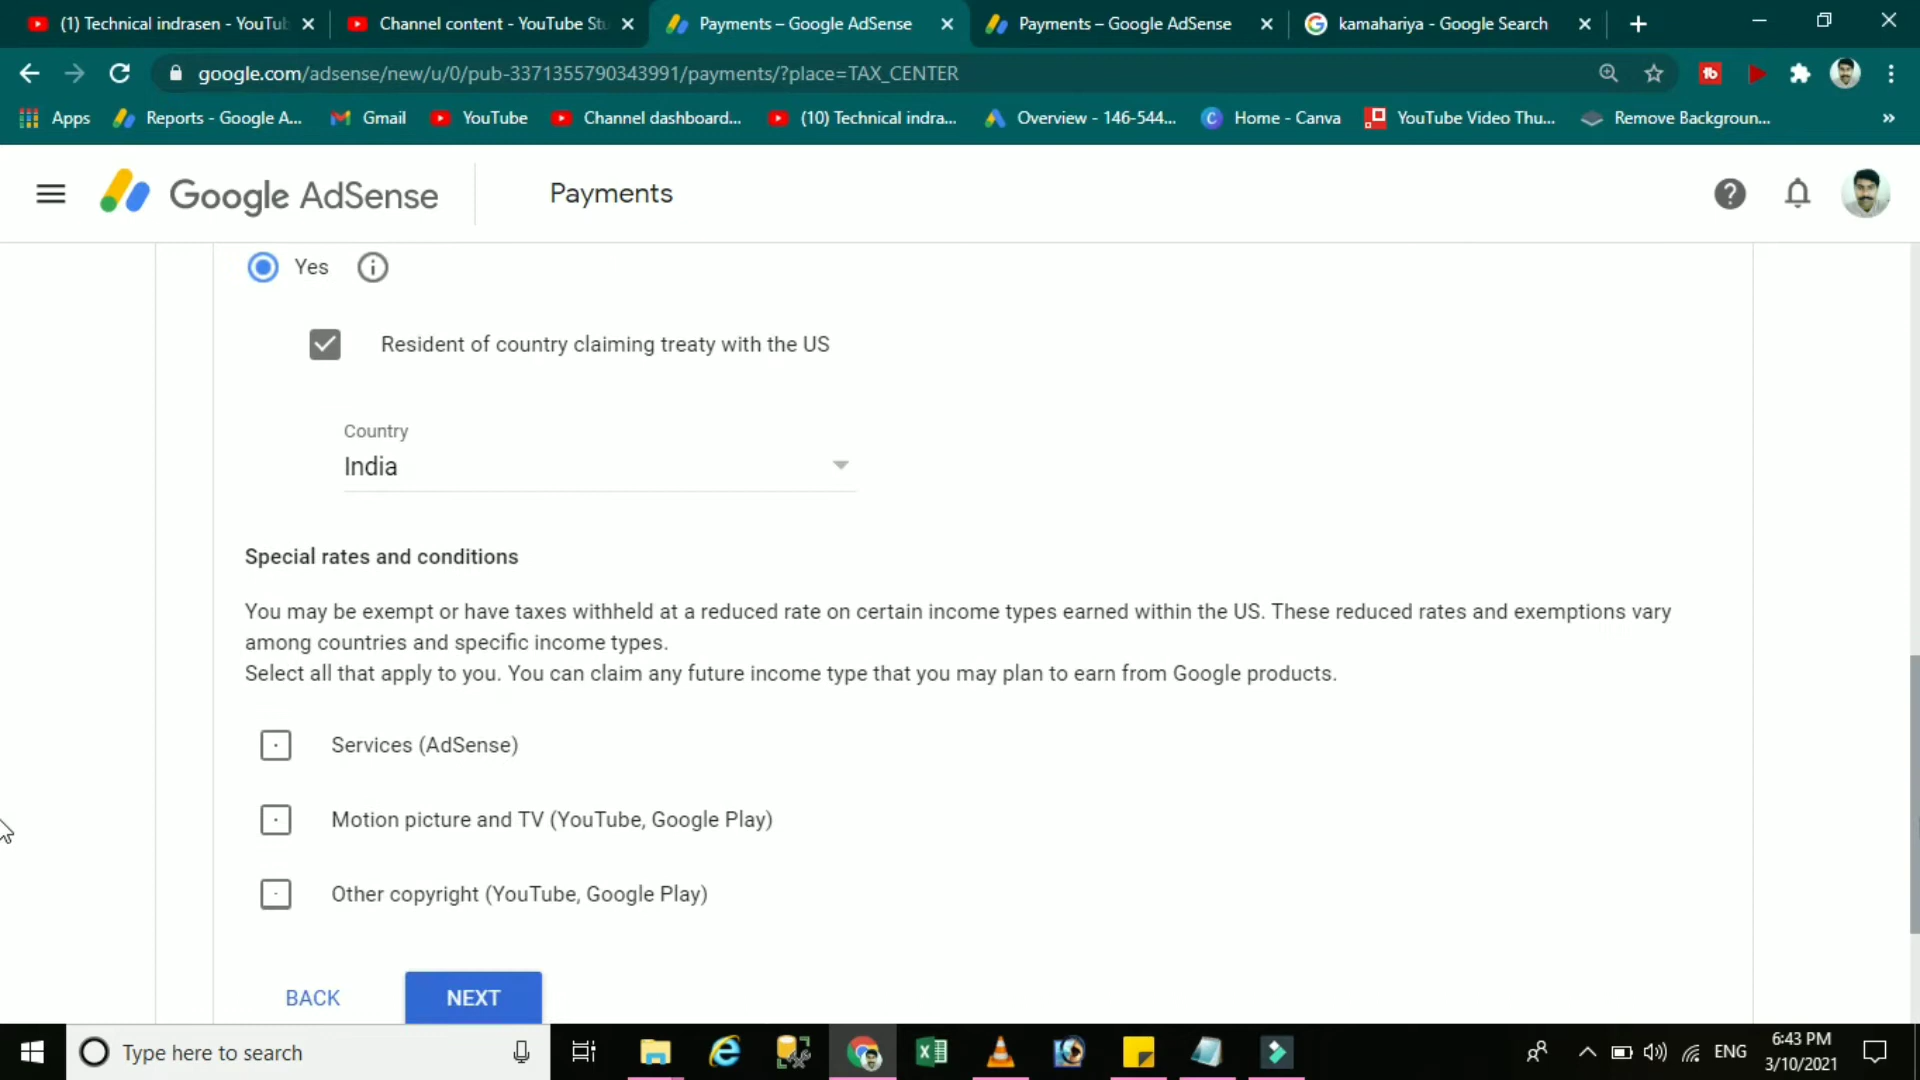 (1) Technical indrasen - YouTub
Channel content - YouTube Stu
Payments – Google AdSense
Payments – Google AdSense
kamahariya - Google Search
google.com/adsense/new/u/0/pub-3371355790343991/payments/?place=TAX_CENTER
Apps
Reports - Google A...
Gmail
YouTube
Channel dashboard...
(10) Technical indra...
Overview - 146-544...
Home - Canva
YouTube Video Thu...
Remove Backgroun...
Google AdSense
Payments
Yes
Resident of country claiming treaty with the US
Country
India
Special rates and conditions
You may be exempt or have taxes withheld at a reduced rate on certain income types earned within the US. These reduced rates and exemptions vary
among countries and specific income types.
Select all that apply to you. You can claim any future income type that you may plan to earn from Google products.
Services (AdSense)
Motion picture and TV (YouTube, Google Play)
Other copyright (YouTube, Google Play)
BACK
NEXT
Type here to search
ENG
6:43 PM
3/10/2021